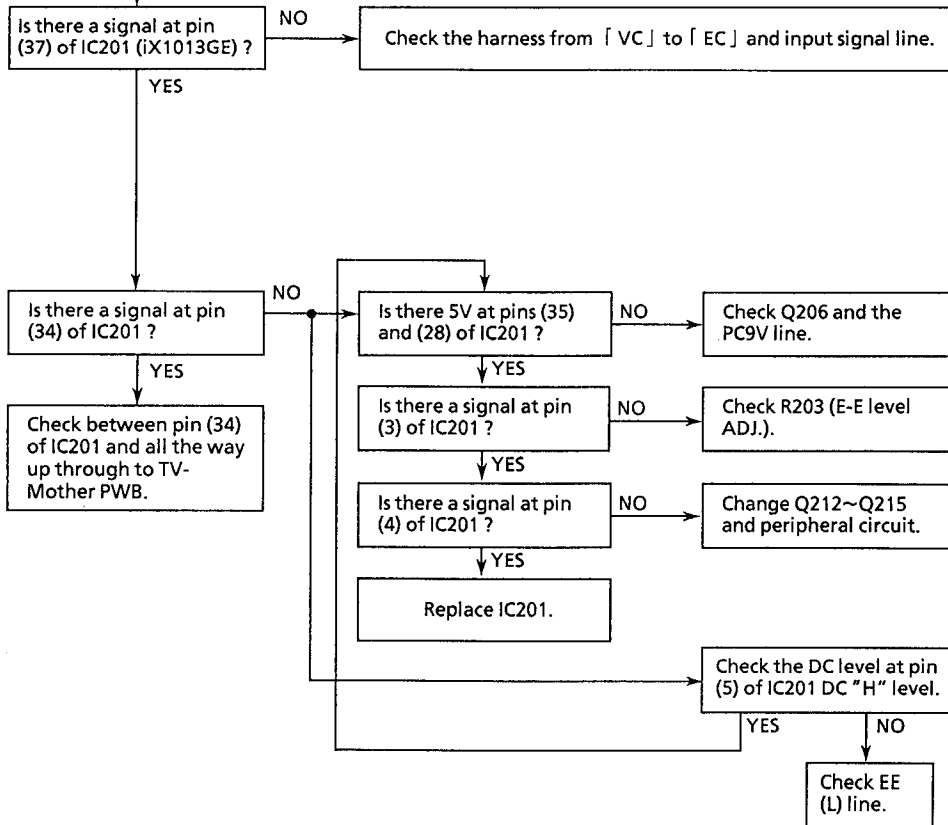 Is there a signal at pin
(37) of IC201 (iX1013GE) ?
NO
Check the harness from ｢ VC｣ to ｢ EC｣ and input signal line.
YES
Is there a signal at pin
(34) of IC201 ?
NO
Is there 5V at pins (35)
and (28) of IC201 ?
NO
Check Q206 and the
PC9V line.
YES
YES
Check between pin (34)
of IC201 and all the way
up through to TV-
Mother PWB.
Is there a signal at pin
(3) of IC201 ?
NO
Check R203 (E-E level
ADJ.).
YES
Is there a signal at pin
(4) of IC201 ?
NO
Change Q212~Q215
and peripheral circuit.
YES
Replace IC201.
Check the DC level at pin
(5) of IC201 DC "H" level.
YES
NO
Check EE
(L) line.